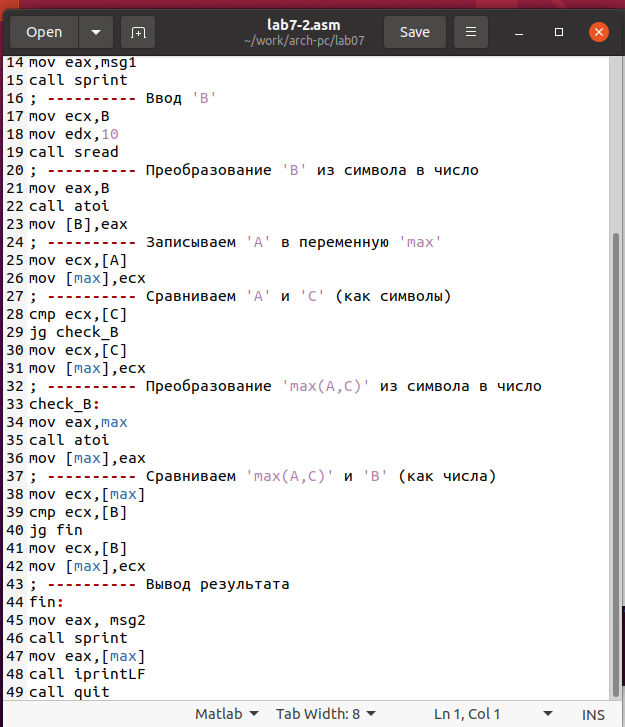 Open
lab7-2.asm
~/work/arch-pc/lab07
Save
14 mov eax,msg1
15 call sprint
16 ; ---------- Ввод 'B'
17 mov ecx,B
18 mov edx,10
19 call sread
20 ; ---------- Преобразование 'B' из символа в число
21 mov eax,B
22 call atoi
23 mov [B],eax
24 ; ---------- Записываем 'A' в переменную 'max'
25 mov ecx,[A]
26 mov [max],ecx
27 ; ---------- Сравниваем 'A' и 'C' (как символы)
28 cmp ecx,[C]
29 jg check_B
30 mov ecx,[C]
31 mov [max],ecx
32 ; ---------- Преобразование 'max(A,C)' из символа в число
33 check_B:
34 mov eax,max
35 call atoi
36 mov [max],eax
37 ; ---------- Сравниваем 'max(A,C)' и 'B' (как числа)
38 mov ecx,[max]
39 cmp ecx,[B]
40 jg fin
41 mov ecx,[B]
42 mov [max],ecx
43 ; ---------- Вывод результата
44 fin:
45 mov eax, msg2
46 call sprint
47 mov eax,[max]
48 call iprintLF
49 call quit
Matlab Tab Width: 8 Ln 1, Col 1 INS